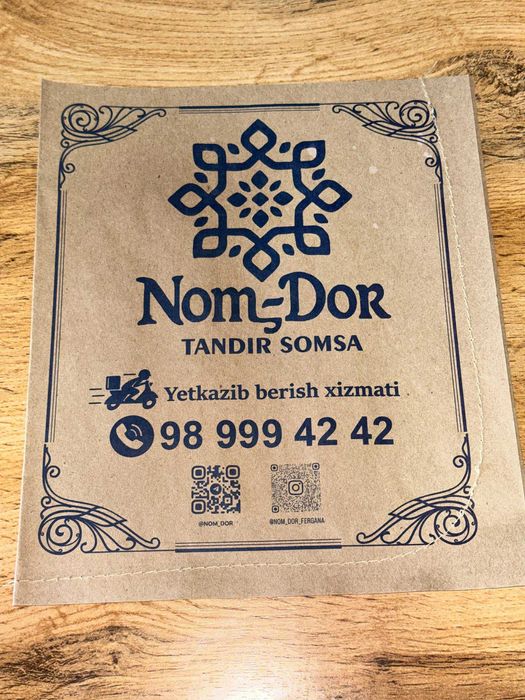 Nom-Dor
TANDIR SOMSA
Yetkazib berish xizmati
98 999 42 42
@NOM_DOR
@NOM_DOR_FERGANA